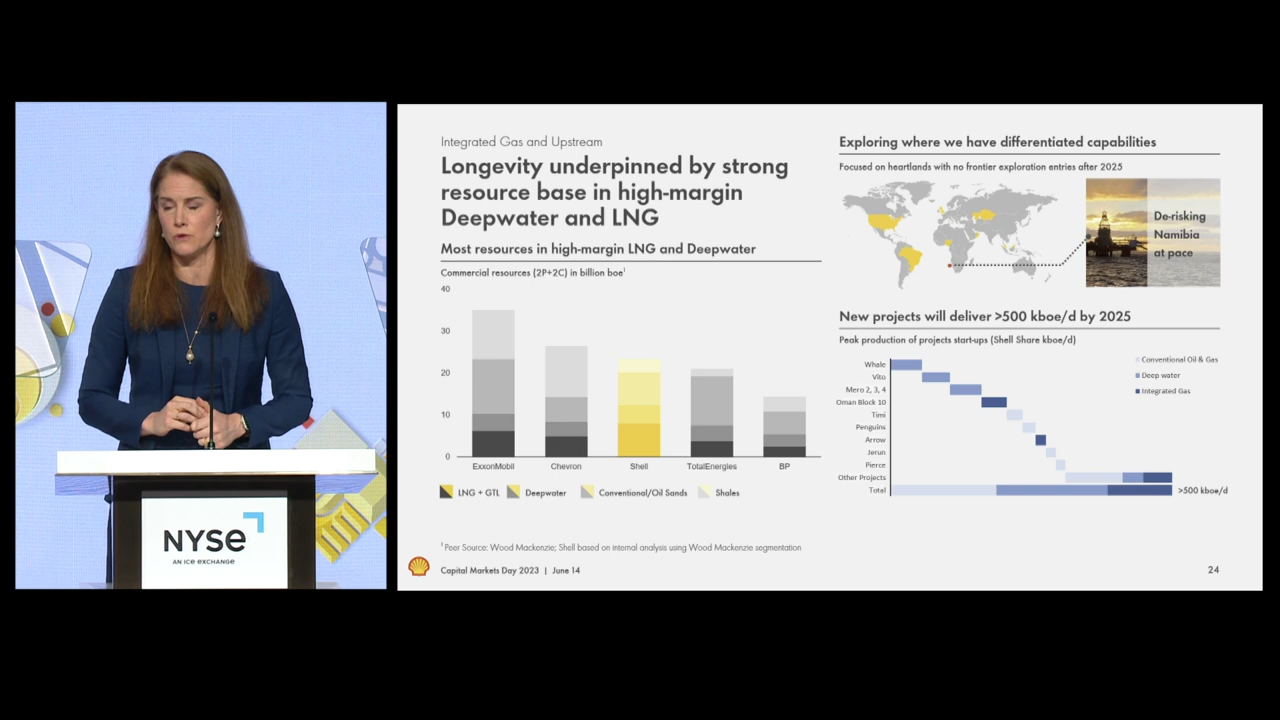 NYSE
AN ICE EXCHANGE
Integrated Gas and Upstream
Longevity underpinned by strong
resource base in high-margin
Deepwater and LNG
Most resources in high-margin LNG and Deepwater
Commercial resources (2P+2C) in billion boe¹
40
30
20
10
0
ExxonMobil Chevron Shell TotalEnergies BP
LNG + GTL Deepwater Conventional/Oil Sands Shales
¹ Peer Source: Wood Mackenzie; Shell based on internal analysis using Wood Mackenzie segmentation
Capital Markets Day 2023 | June 14
Exploring where we have differentiated capabilities
Focused on heartlands with no frontier exploration entries after 2025
De-risking
Namibia
at pace
New projects will deliver >500 kboe/d by 2025
Peak production of projects start-ups (Shell Share kboe/d)
Conventional Oil & Gas
Deep water
Integrated Gas
Whale
Vito
Mero 2, 3, 4
Oman Block 10
Timi
Penguins
Arrow
Jerun
Pierce
Other Projects
Total >500 kboe/d
24